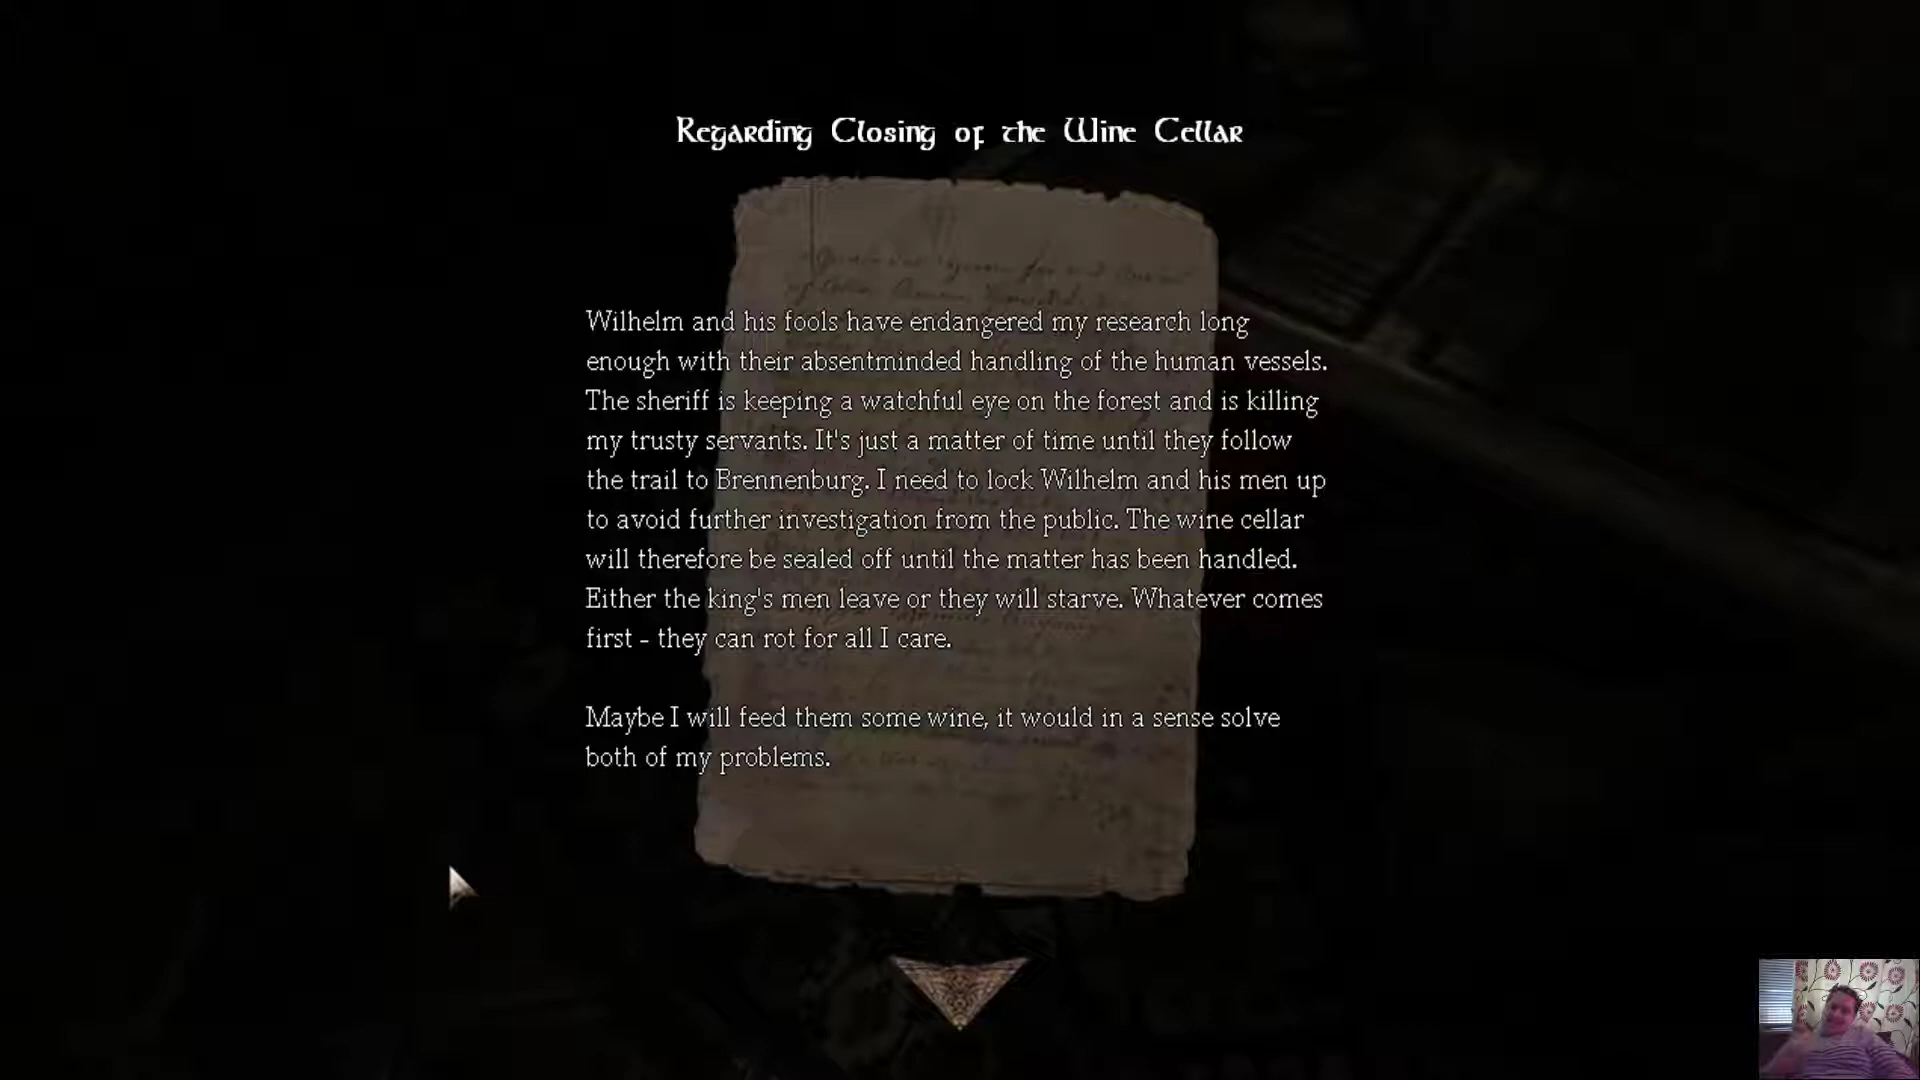 Regarding Closing of the Wine Cellar
Wilhelm and his fools have endangered my research long
enough with their absentminded handling of the human vessels.
The sheriff is keeping a watchful eye on the forest and is killing
my trusty servants. It's just a matter of time until they follow
the trail to Brennenburg. I need to lock Wilhelm and his men up
to avoid further investigation from the public. The wine cellar
will therefore be sealed off until the matter has been handled.
Either the king's men leave or they will starve. Whatever comes
first - they can rot for all I care.
Maybe I will feed them some wine, it would in a sense solve
both of my problems.